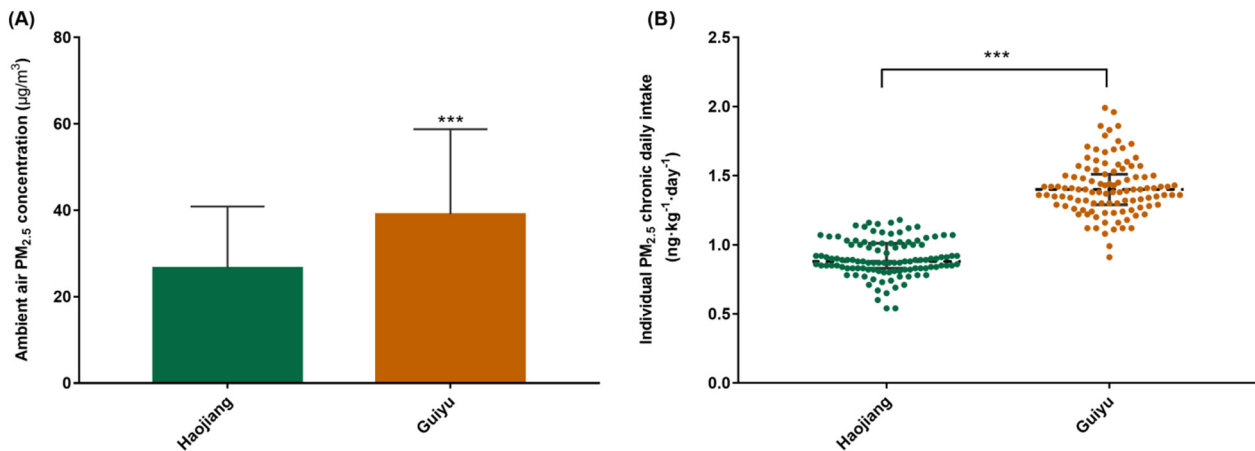 (A)
Ambient air PM2.5 concentration (µg/m³)
80
60
40
20
0
***
Haojiang
Guiyu
(B)
Individual PM2.5 chronic daily intake
(ng·kg⁻¹·day⁻¹)
2.5
2.0
1.5
1.0
0.5
0.0
***
Haojiang
Guiyu